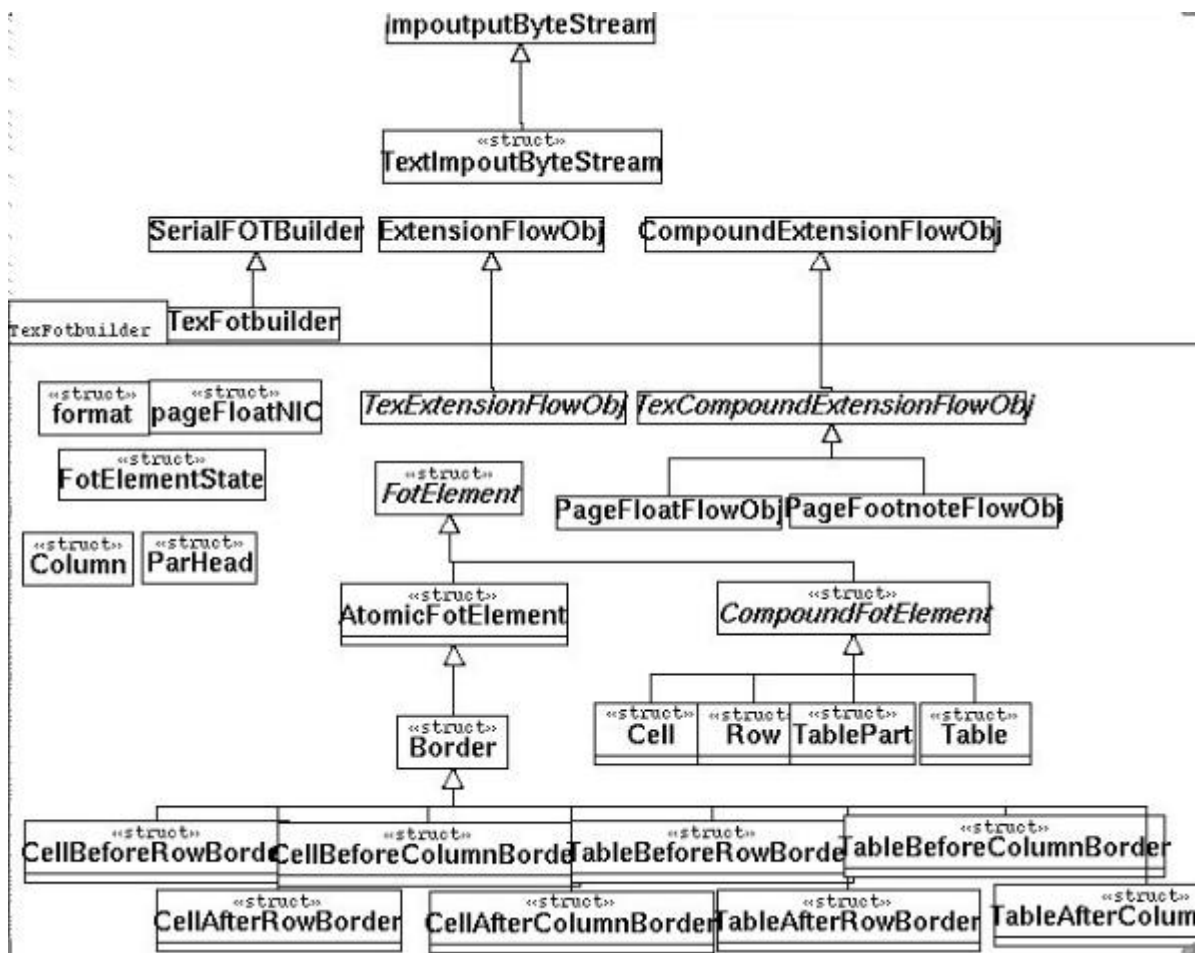 ImpoutputByteStream
«struct»
TextImpoutByteStream
SerialFOTBuilder
ExtensionFlowObj
CompoundExtensionFlowObj
TexFotbuilder
TexFotbuilder
«struct»
format
«struct»
pageFloatNIC
TexExtensionFlowObj
TexCompoundExtensionFlowObj
«struct»
FotElementState
«struct»
FotElement
PageFloatFlowObj
PageFootnoteFlowObj
«struct»
Column
«struct»
ParHead
«struct»
AtomicFotElement
«struct»
CompoundFotElement
«struct»
Border
«struct»
Cell
«struct»
Row
«struct»
TablePart
«struct»
Table
«struct»
CellBeforeRowBorde
«struct»
CellBeforeColumnBorde
«struct»
TableBeforeRowBorde
«struct»
TableBeforeColumnBorder
«struct»
CellAfterRowBorder
«struct»
CellAfterColumnBorder
«struct»
TableAfterRowBorder
«struct»
TableAfterColum